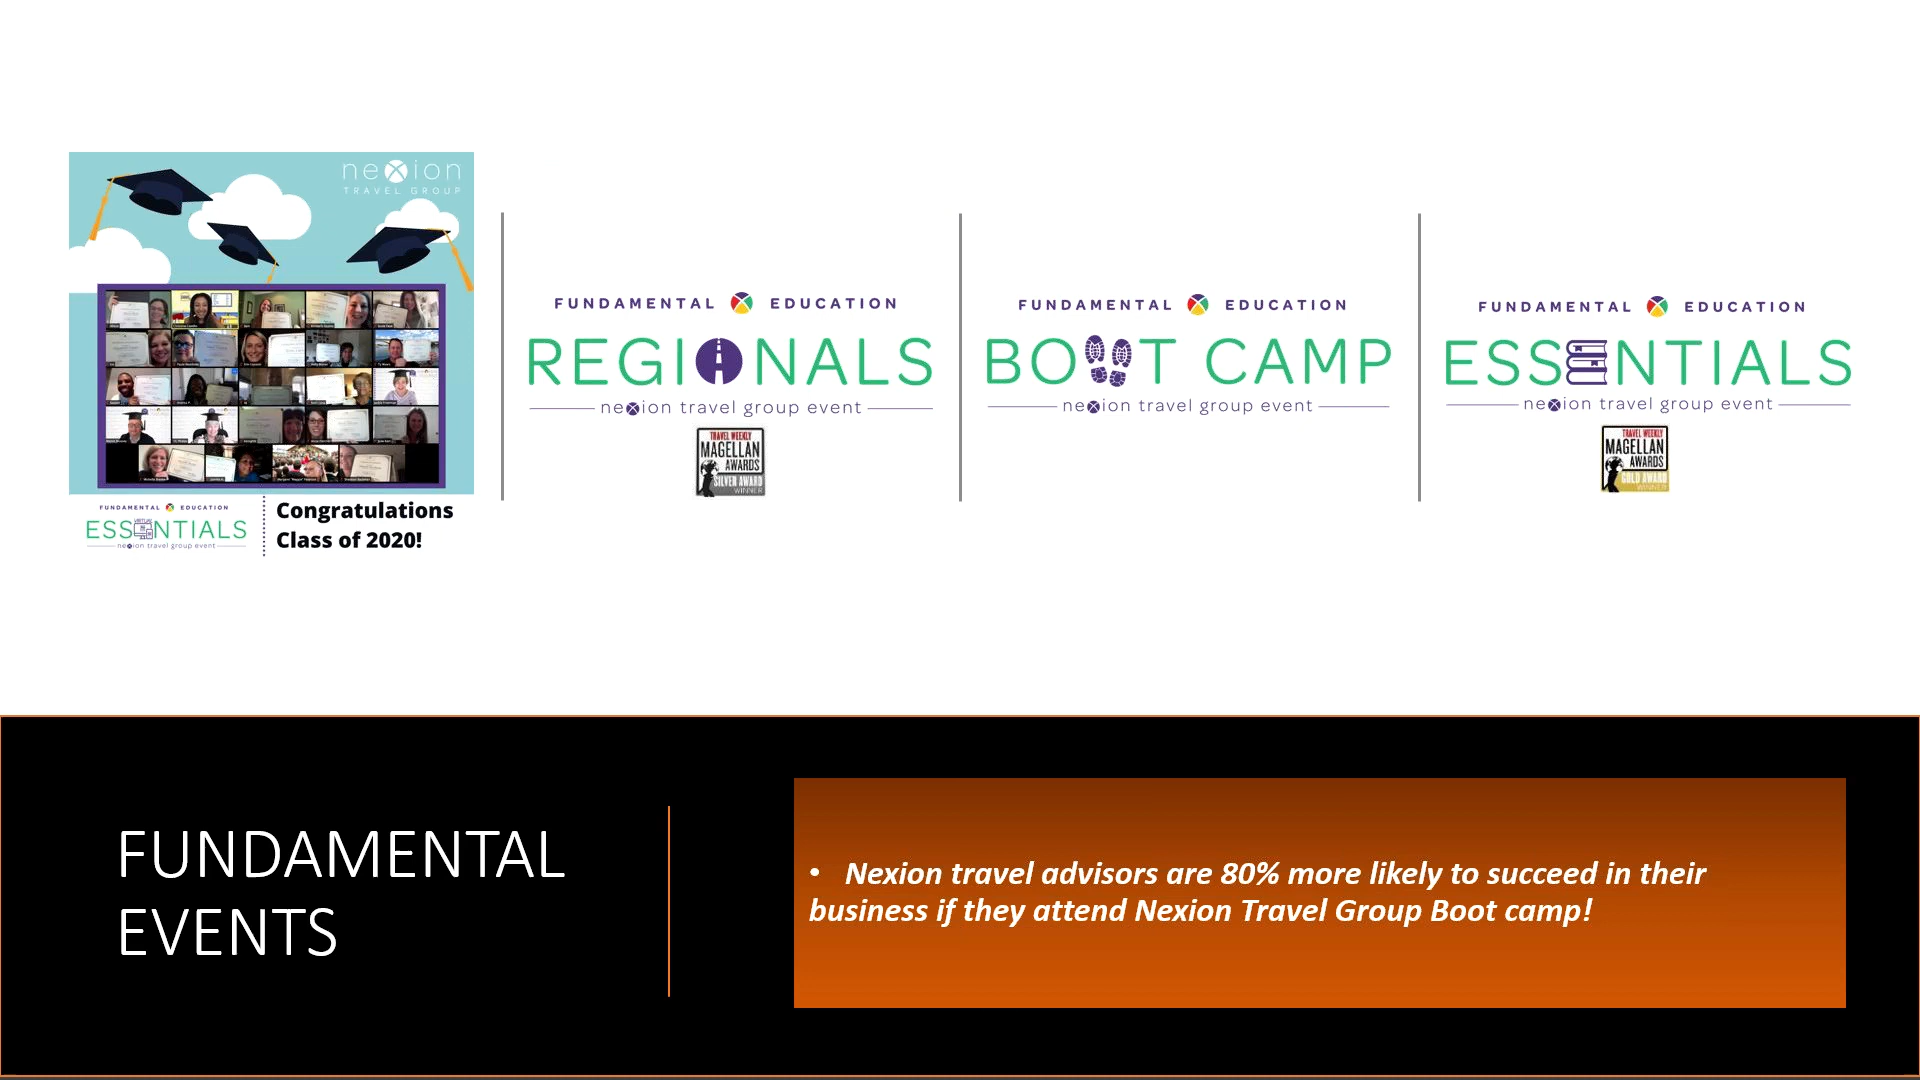 nexion
TRAVEL GROUP
FUNDAMENTAL EDUCATION
VIRTUAL
ESSENTIALS
nexion travel group event
Congratulations
Class of 2020!
FUNDAMENTAL EDUCATION
REGIONALS
nexion travel group event
TRAVEL WEEKLY
MAGELLAN
AWARDS
SILVER AWARD
WINNER
FUNDAMENTAL EDUCATION
BOOT CAMP
nexion travel group event
FUNDAMENTAL EDUCATION
ESSENTIALS
nexion travel group event
TRAVEL WEEKLY
MAGELLAN
AWARDS
GOLD AWARD
WINNER
FUNDAMENTAL
EVENTS
• Nexion travel advisors are 80% more likely to succeed in their
business if they attend Nexion Travel Group Boot camp!